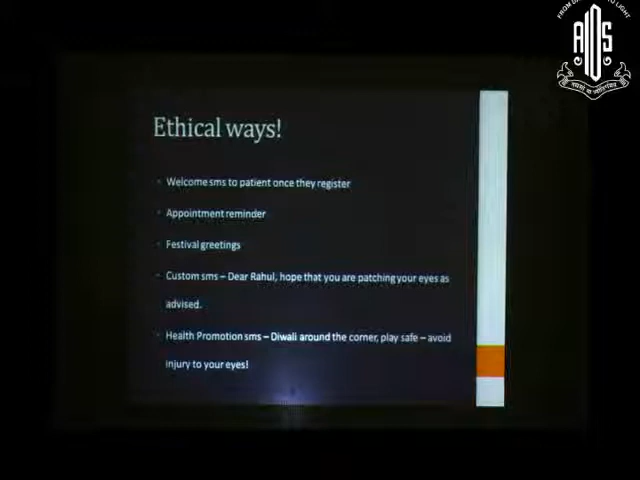 AIOS
Ethical ways!
Welcome sms to patient once they register
Appointment reminder
Festival greetings
Custom sms – Dear Rahul, hope that you are patching your eyes as
advised.
Health Promotion sms – Diwali around the corner, play safe – avoid
injury to your eyes!